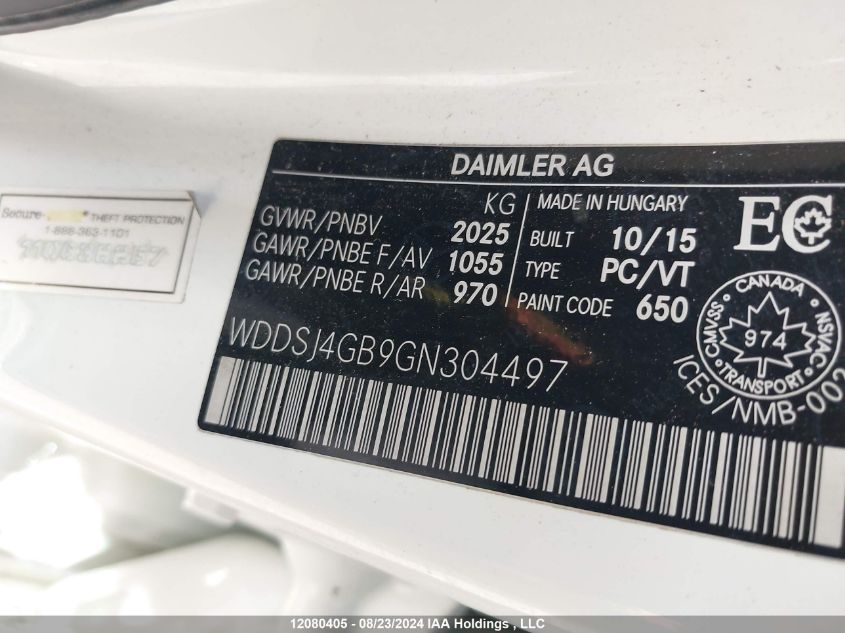 DAIMLER AG
GVWR/PNBV KG 2025
GAWR/PNBE F/AV 1055
GAWR/PNBE R/AR 970
MADE IN HUNGARY
BUILT 10/15
TYPE PC/VT
PAINT CODE 650
EC
CANADA
CMVSS 974 NSVAC
TRANSPORT
ICES/NMB-002
WDDSJ4GB9GN304497
Secure THEFT PROTECTION
1-888-363-1101
12080405 - 08/23/2024 IAA Holdings, LLC